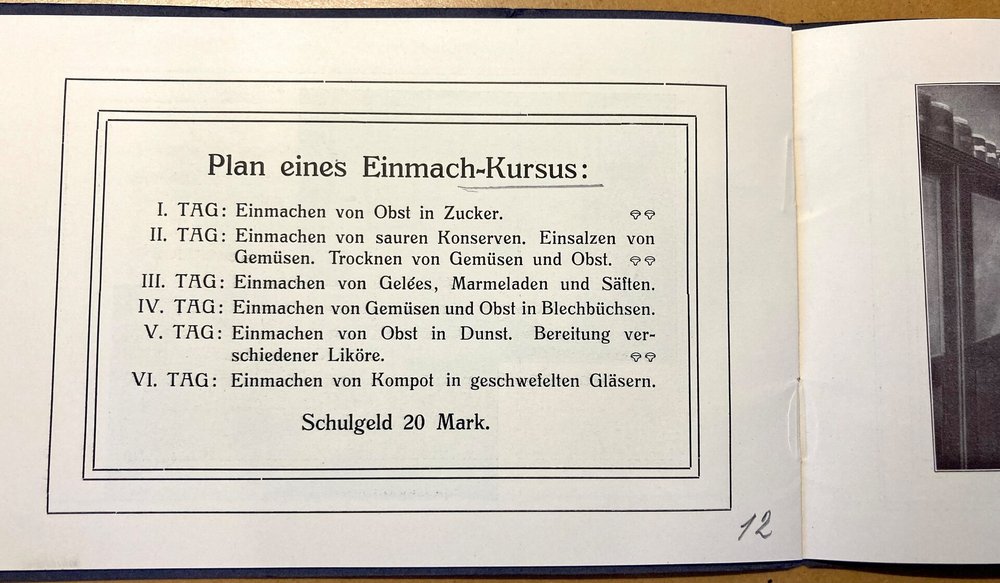 Plan eines Einmach-Kursus:
I. TAG: Einmachen von Obst in Zucker.
II. TAG: Einmachen von sauren Konserven. Einsalzen von
Gemüsen. Trocknen von Gemüsen und Obst.
III. TAG: Einmachen von Gelées, Marmeladen und Säften.
IV. TAG: Einmachen von Gemüsen und Obst in Blechbüchsen.
V. TAG: Einmachen von Obst in Dunst. Bereitung ver-
schiedener Liköre.
VI. TAG: Einmachen von Kompot in geschwefelten Gläsern.
Schulgeld 20 Mark.
12